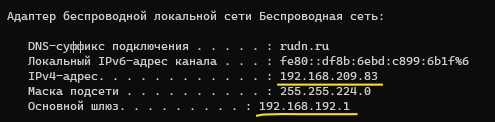 Адаптер беспроводной локальной сети Беспроводная сеть:
DNS-суффикс подключения . . . . . : rudn.ru
Локальный IPv6-адрес канала . . . : fe80::df8b:6ebd:c899:6b1f%6
IPv4-адрес. . . . . . . . . . . . : 192.168.209.83
Маска подсети . . . . . . . . . . : 255.255.224.0
Основной шлюз. . . . . . . . . : 192.168.192.1